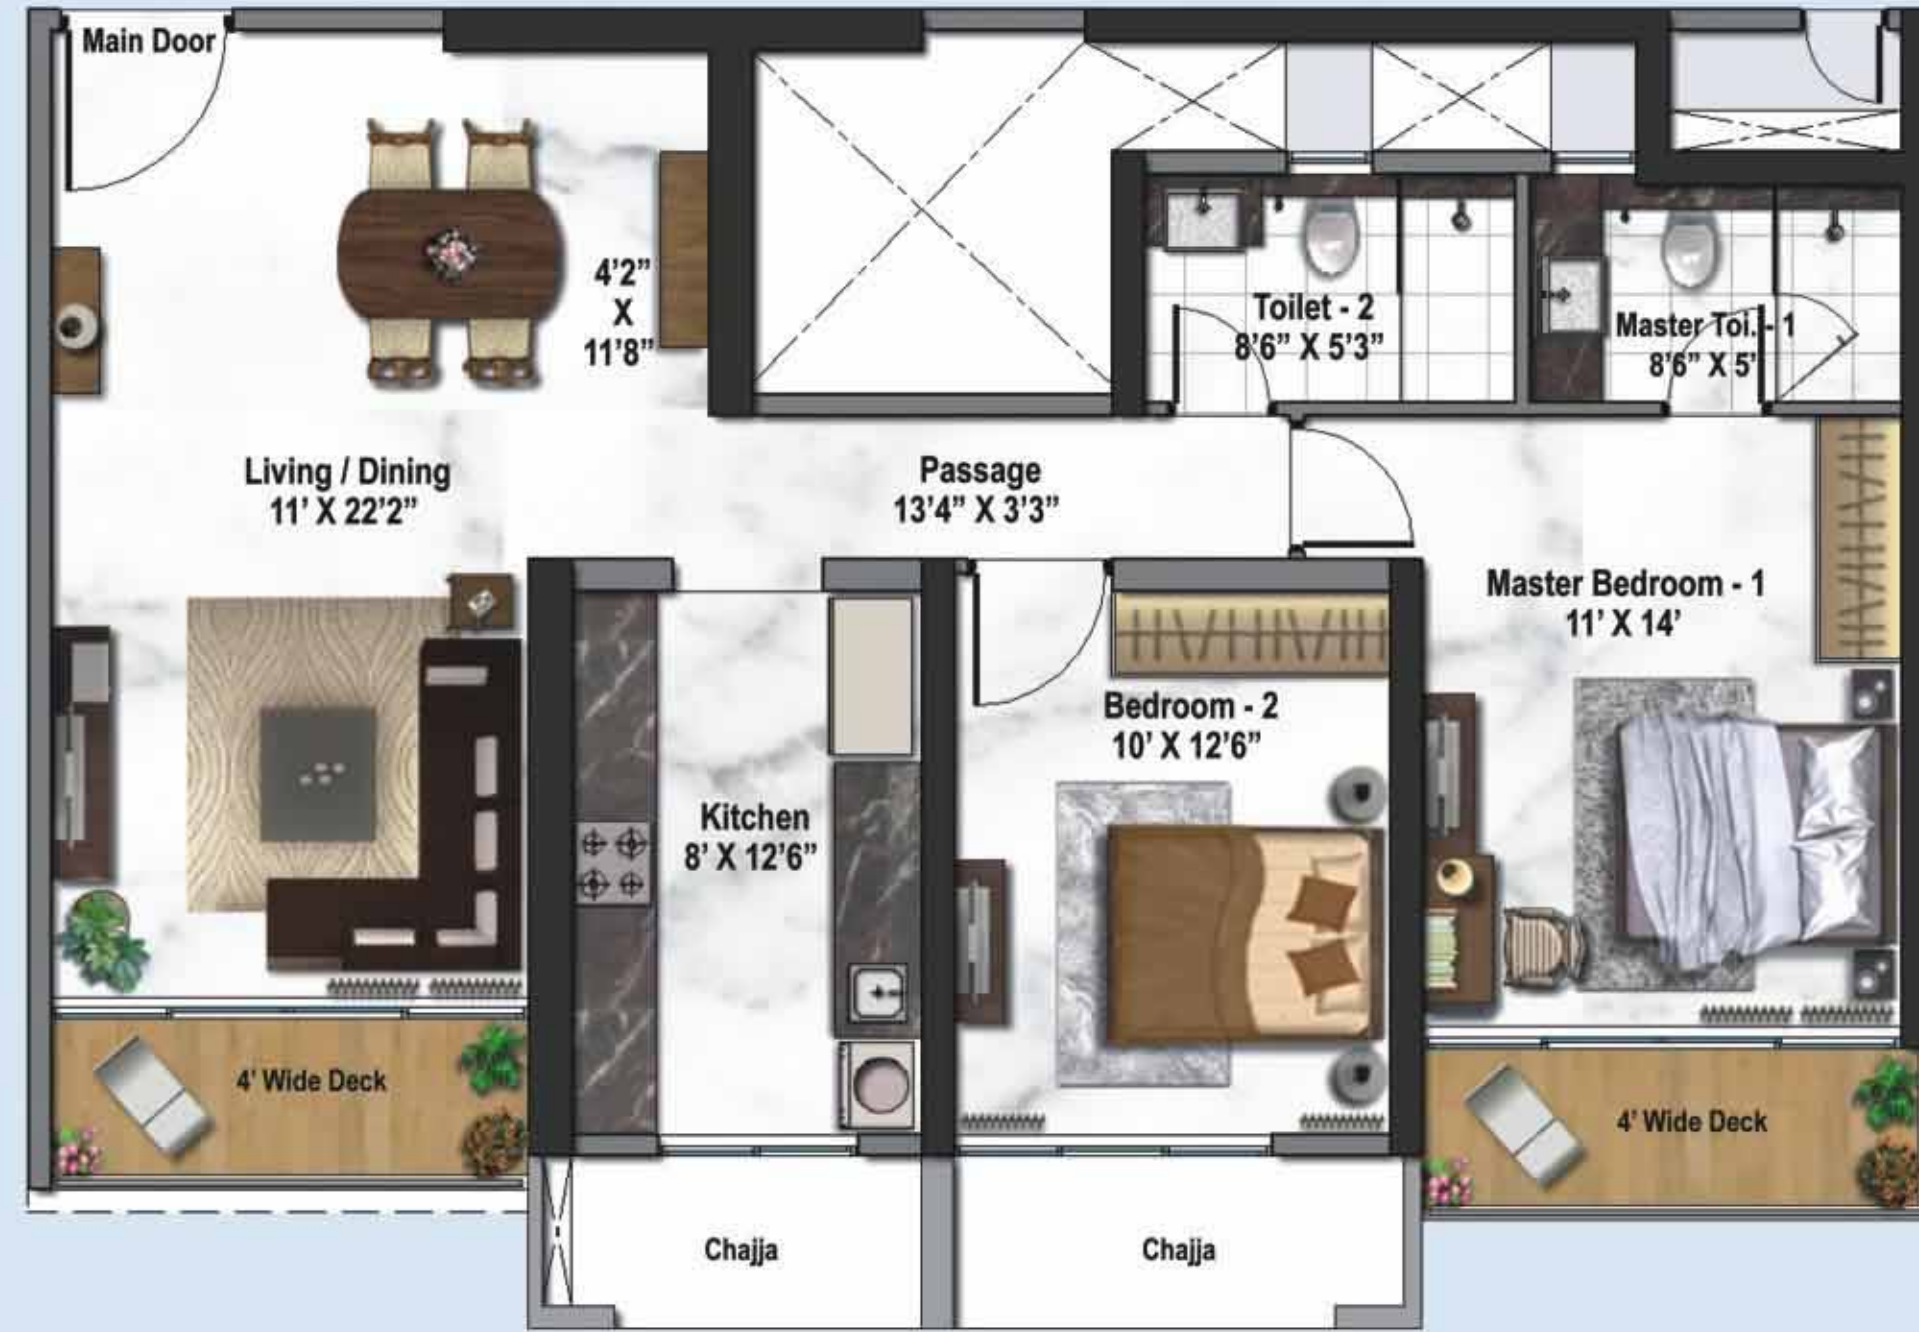 Main Door
4'2”
X
11'8”
Toilet - 2
8'6” X 5'3”
Master Toi. - 1
8'6” X 5'
Living / Dining
11' X 22'2”
Passage
13'4” X 3'3”
Master Bedroom - 1
11' X 14'
Bedroom - 2
10' X 12'6”
Kitchen
8' X 12'6”
4' Wide Deck
4' Wide Deck
Chajja
Chajja